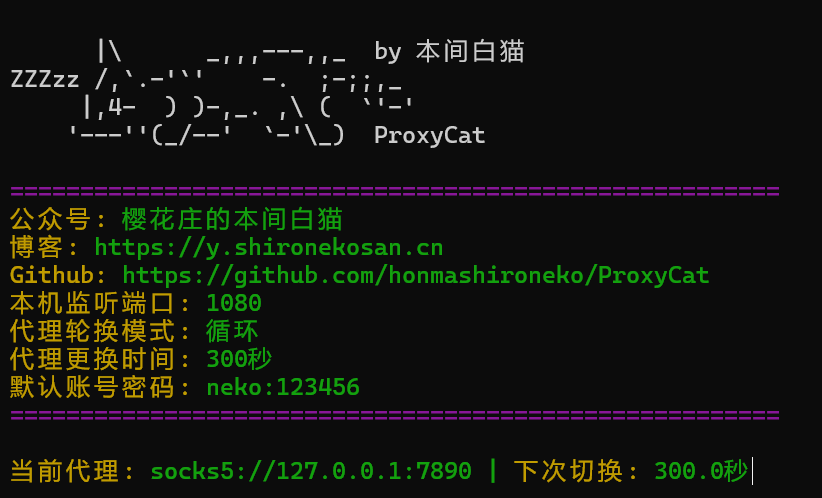 |\      _,,,---,,_  by 本间白猫
ZZZzz /,`.-'`'    -.  ;-;;,_
     |,4-  ) )-,_. ,\ (  `'-'
    '---''(_/--'  `-'\_)  ProxyCat
=======================================================
公众号: 樱花庄的本间白猫
博客: https://y.shironekosan.cn
Github: https://github.com/honmashironeko/ProxyCat
本机监听端口: 1080
代理轮换模式: 循环
代理更换时间: 300秒
默认账号密码: neko:123456
=======================================================
当前代理: socks5://127.0.0.1:7890 | 下次切换: 300.0秒